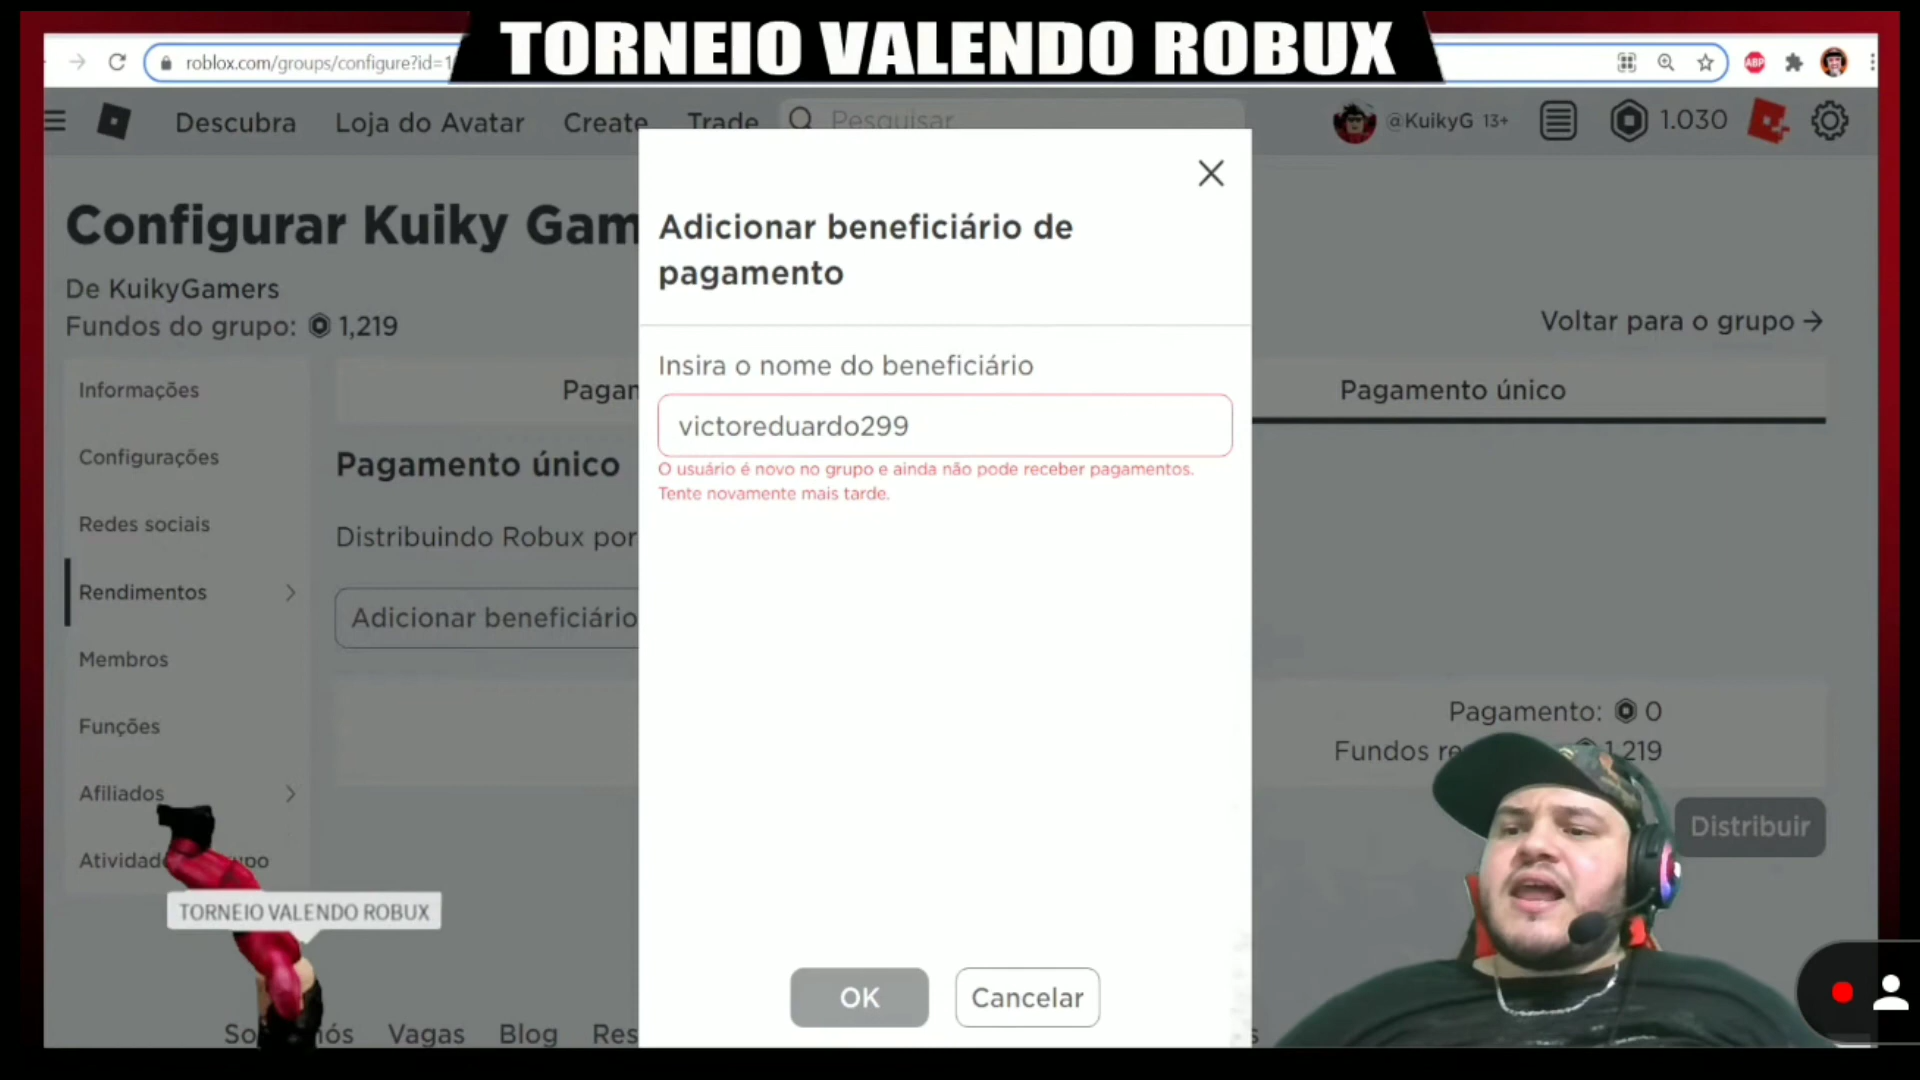 TORNEIO VALENDO ROBUX
roblox.com/groups/configure?id=1
ABP
Descubra
Loja do Avatar
Create
Trade
Pesquisar
@KuikyG 13+
1.030
Configurar Kuiky Gam
De KuikyGamers
Fundos do grupo: 1,219
Voltar para o grupo →
Informações
Configurações
Redes sociais
Rendimentos
Membros
Funções
Afiliados
Pagamento único
Pagamento único
Distribuindo Robux por
Adicionar beneficiário
Adicionar beneficiário de
pagamento
Insira o nome do beneficiário
victoreduardo299
O usuário é novo no grupo e ainda não pode receber pagamentos.
Tente novamente mais tarde.
OK
Cancelar
Pagamento: 0
Fundos 1,219
Distribuir
TORNEIO VALENDO ROBUX
Vagas
Blog